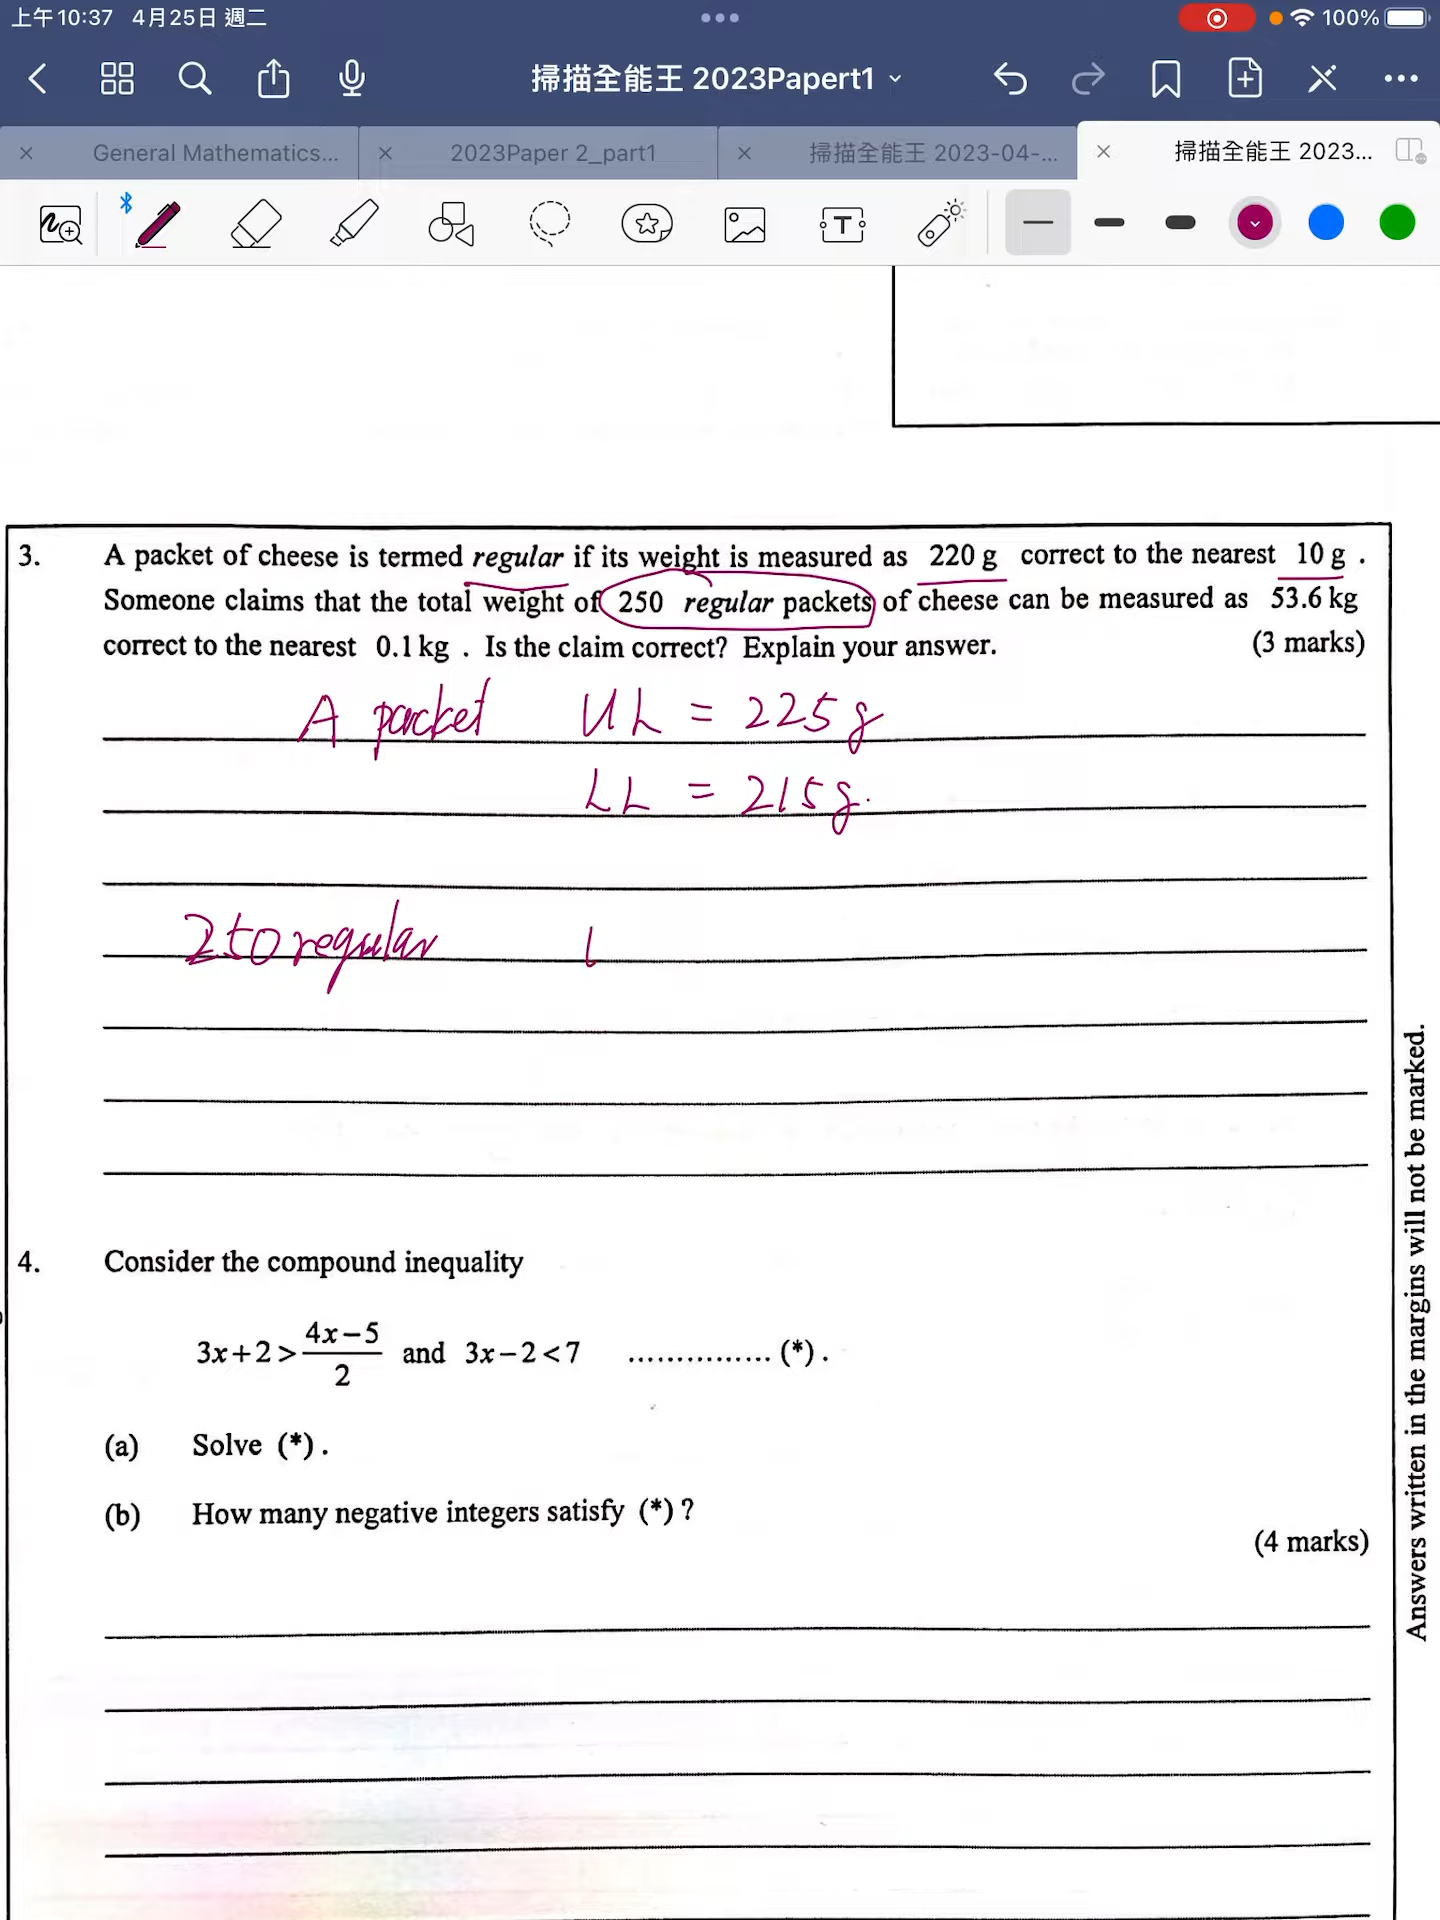 上午10:37 4月25日 週二
100%
掃描全能王 2023Papert1
General Mathematics...
2023Paper 2_part1
掃描全能王 2023-04-...
掃描全能王 2023...
3. A packet of cheese is termed regular if its weight is measured as 220 g correct to the nearest 10 g .
Someone claims that the total weight of 250 regular packets of cheese can be measured as 53.6 kg
correct to the nearest 0.1 kg . Is the claim correct? Explain your answer. (3 marks)
A packet UL = 225g
LL = 215g.
250 regular
4. Consider the compound inequality
3x+2>(4x-5)/2 and 3x-2<7 ............... (*) .
(a) Solve (*) .
(b) How many negative integers satisfy (*) ?
(4 marks)
Answers written in the margins will not be marked.